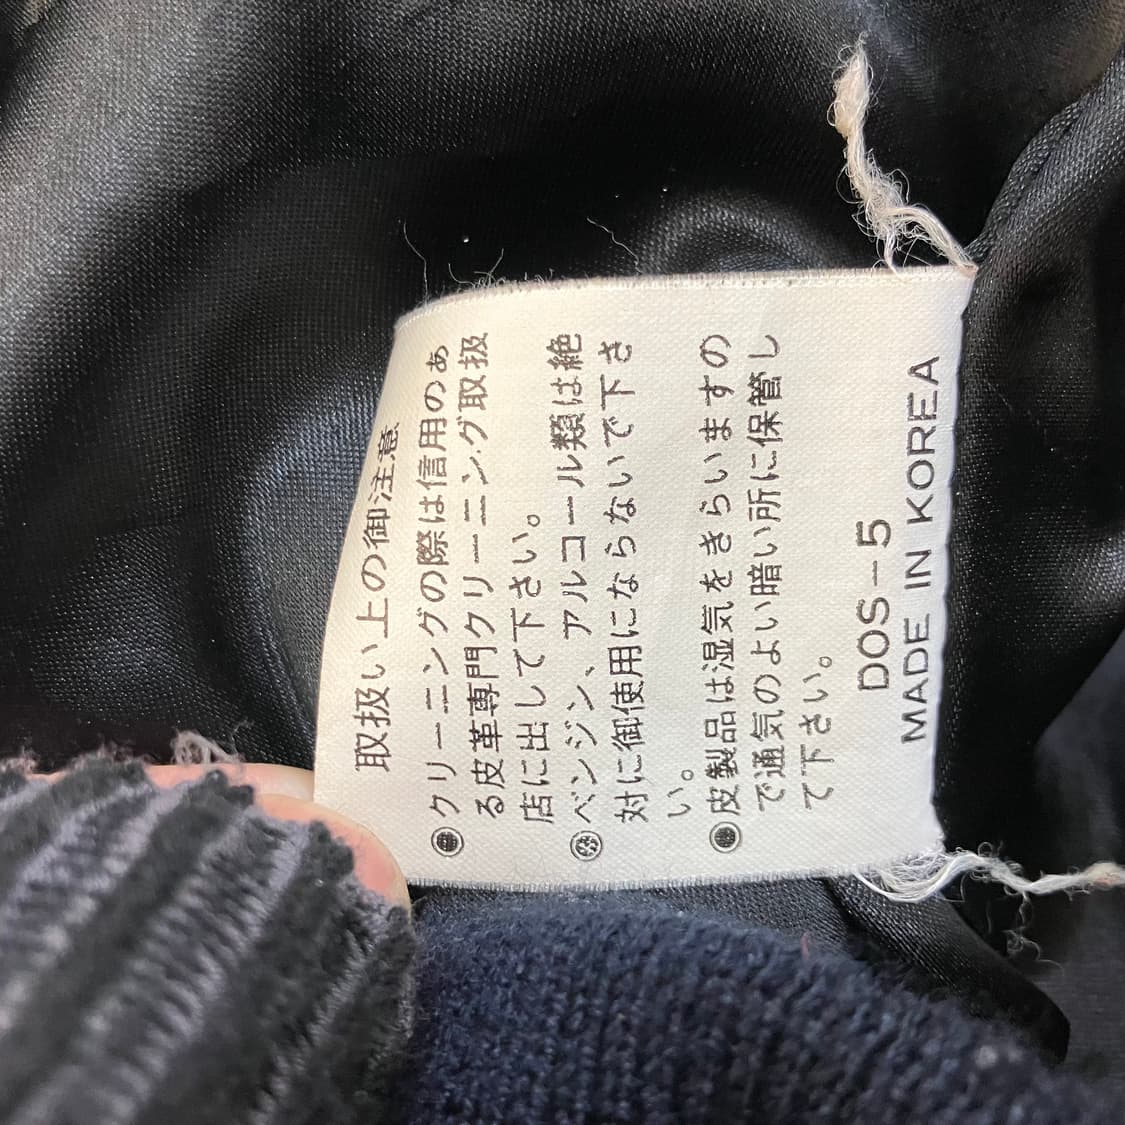 取扱い上の御注意
◉クリーニングの際は信用のあ
る皮革専門クリーニング取扱
店に出して下さい。
◉ベンジン、アルコール類は絶
対に御使用にならないで下さ
い。
◉皮製品は湿気をきらいますの
で通気のよい暗い所に保管し
て下さい。
DOS-5
MADE IN KOREA